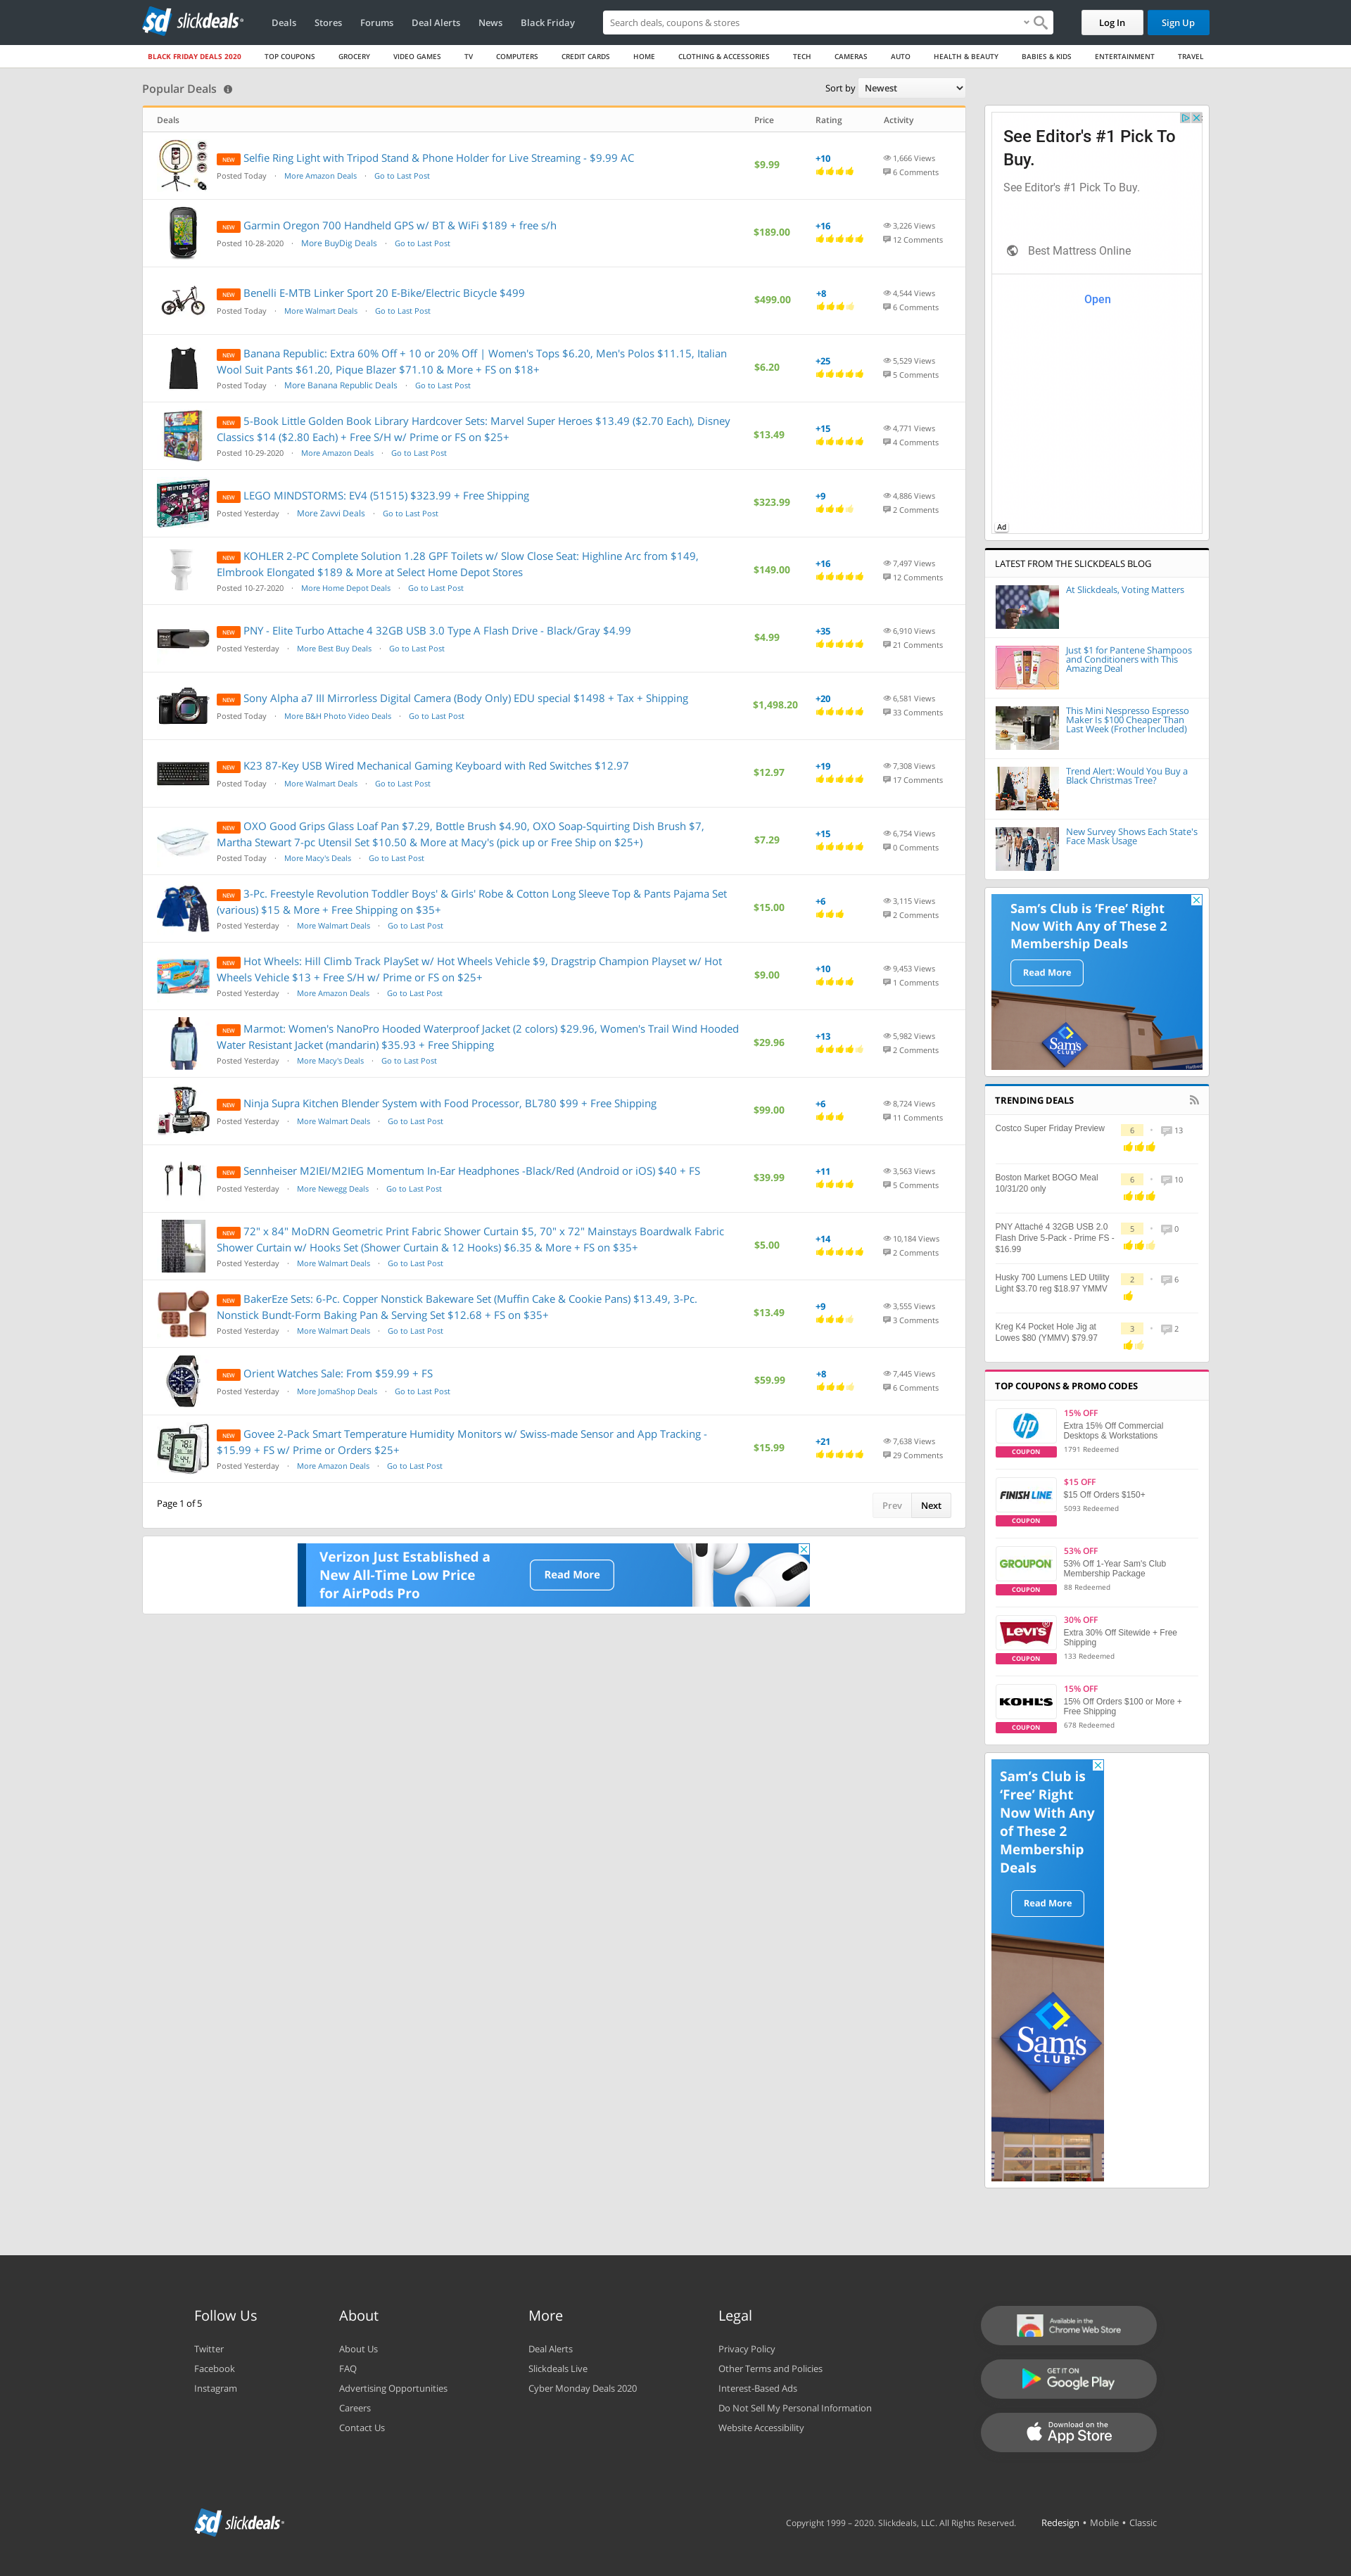 slickdeals
Deals
Stores
Forums
Deal Alerts
News
Black Friday
Search deals, coupons & stores
Log In
Sign Up
BLACK FRIDAY DEALS 2020
TOP COUPONS
GROCERY
VIDEO GAMES
TV
COMPUTERS
CREDIT CARDS
HOME
CLOTHING & ACCESSORIES
TECH
CAMERAS
AUTO
HEALTH & BEAUTY
BABIES & KIDS
ENTERTAINMENT
TRAVEL
Popular Deals
Sort by Newest
Deals Price Rating Activity
NEW Selfie Ring Light with Tripod Stand & Phone Holder for Live Streaming - $9.99 AC
Posted Today · More Amazon Deals · Go to Last Post
$9.99
+10
1,666 Views
6 Comments
NEW Garmin Oregon 700 Handheld GPS w/ BT & WiFi $189 + free s/h
Posted 10-28-2020 · More BuyDig Deals · Go to Last Post
$189.00
+16
3,226 Views
12 Comments
NEW Benelli E-MTB Linker Sport 20 E-Bike/Electric Bicycle $499
Posted Today · More Walmart Deals · Go to Last Post
$499.00
+8
4,544 Views
6 Comments
NEW Banana Republic: Extra 60% Off + 10 or 20% Off | Women's Tops $6.20, Men's Polos $11.15, Italian
Wool Suit Pants $61.20, Pique Blazer $71.10 & More + FS on $18+
Posted Today · More Banana Republic Deals · Go to Last Post
$6.20
+25
5,529 Views
5 Comments
NEW 5-Book Little Golden Book Library Hardcover Sets: Marvel Super Heroes $13.49 ($2.70 Each), Disney
Classics $14 ($2.80 Each) + Free S/H w/ Prime or FS on $25+
Posted 10-29-2020 · More Amazon Deals · Go to Last Post
$13.49
+15
4,771 Views
4 Comments
NEW LEGO MINDSTORMS: EV4 (51515) $323.99 + Free Shipping
Posted Yesterday · More Zavvi Deals · Go to Last Post
$323.99
+9
4,886 Views
2 Comments
NEW KOHLER 2-PC Complete Solution 1.28 GPF Toilets w/ Slow Close Seat: Highline Arc from $149,
Elmbrook Elongated $189 & More at Select Home Depot Stores
Posted 10-27-2020 · More Home Depot Deals · Go to Last Post
$149.00
+16
7,497 Views
12 Comments
NEW PNY - Elite Turbo Attache 4 32GB USB 3.0 Type A Flash Drive - Black/Gray $4.99
Posted Yesterday · More Best Buy Deals · Go to Last Post
$4.99
+35
6,910 Views
21 Comments
NEW Sony Alpha a7 III Mirrorless Digital Camera (Body Only) EDU special $1498 + Tax + Shipping
Posted Today · More B&H Photo Video Deals · Go to Last Post
$1,498.20
+20
6,581 Views
33 Comments
NEW K23 87-Key USB Wired Mechanical Gaming Keyboard with Red Switches $12.97
Posted Today · More Walmart Deals · Go to Last Post
$12.97
+19
7,308 Views
17 Comments
NEW OXO Good Grips Glass Loaf Pan $7.29, Bottle Brush $4.90, OXO Soap-Squirting Dish Brush $7,
Martha Stewart 7-pc Utensil Set $10.50 & More at Macy's (pick up or Free Ship on $25+)
Posted Today · More Macy's Deals · Go to Last Post
$7.29
+15
6,754 Views
0 Comments
NEW 3-Pc. Freestyle Revolution Toddler Boys' & Girls' Robe & Cotton Long Sleeve Top & Pants Pajama Set
(various) $15 & More + Free Shipping on $35+
Posted Yesterday · More Walmart Deals · Go to Last Post
$15.00
+6
3,115 Views
2 Comments
NEW Hot Wheels: Hill Climb Track PlaySet w/ Hot Wheels Vehicle $9, Dragstrip Champion Playset w/ Hot
Wheels Vehicle $13 + Free S/H w/ Prime or FS on $25+
Posted Yesterday · More Amazon Deals · Go to Last Post
$9.00
+10
9,453 Views
1 Comments
NEW Marmot: Women's NanoPro Hooded Waterproof Jacket (2 colors) $29.96, Women's Trail Wind Hooded
Water Resistant Jacket (mandarin) $35.93 + Free Shipping
Posted Yesterday · More Macy's Deals · Go to Last Post
$29.96
+13
5,982 Views
2 Comments
NEW Ninja Supra Kitchen Blender System with Food Processor, BL780 $99 + Free Shipping
Posted Yesterday · More Walmart Deals · Go to Last Post
$99.00
+6
8,724 Views
11 Comments
NEW Sennheiser M2IEI/M2IEG Momentum In-Ear Headphones -Black/Red (Android or iOS) $40 + FS
Posted Yesterday · More Newegg Deals · Go to Last Post
$39.99
+11
3,563 Views
5 Comments
NEW 72" x 84" MoDRN Geometric Print Fabric Shower Curtain $5, 70" x 72" Mainstays Boardwalk Fabric
Shower Curtain w/ Hooks Set (Shower Curtain & 12 Hooks) $6.35 & More + FS on $35+
Posted Yesterday · More Walmart Deals · Go to Last Post
$5.00
+14
10,184 Views
2 Comments
NEW BakerEze Sets: 6-Pc. Copper Nonstick Bakeware Set (Muffin Cake & Cookie Pans) $13.49, 3-Pc.
Nonstick Bundt-Form Baking Pan & Serving Set $12.68 + FS on $35+
Posted Yesterday · More Walmart Deals · Go to Last Post
$13.49
+9
3,555 Views
3 Comments
NEW Orient Watches Sale: From $59.99 + FS
Posted Yesterday · More JomaShop Deals · Go to Last Post
$59.99
+8
7,445 Views
6 Comments
NEW Govee 2-Pack Smart Temperature Humidity Monitors w/ Swiss-made Sensor and App Tracking -
$15.99 + FS w/ Prime or Orders $25+
Posted Yesterday · More Amazon Deals · Go to Last Post
$15.99
+21
7,638 Views
29 Comments
Page 1 of 5
Prev Next
Verizon Just Established a
New All-Time Low Price
for AirPods Pro
Read More
See Editor's #1 Pick To
Buy.
See Editor's #1 Pick To Buy.
Best Mattress Online
Open
Ad
LATEST FROM THE SLICKDEALS BLOG
At Slickdeals, Voting Matters
Just $1 for Pantene Shampoos
and Conditioners with This
Amazing Deal
This Mini Nespresso Espresso
Maker Is $100 Cheaper Than
Last Week (Frother Included)
Trend Alert: Would You Buy a
Black Christmas Tree?
New Survey Shows Each State's
Face Mask Usage
Sam's Club is 'Free' Right
Now With Any of These 2
Membership Deals
Read More
Sam's
CLUB
TRENDING DEALS
Costco Super Friday Preview
6 • 13
Boston Market BOGO Meal
10/31/20 only
6 • 10
PNY Attaché 4 32GB USB 2.0
Flash Drive 5-Pack - Prime FS -
$16.99
5 • 0
Husky 700 Lumens LED Utility
Light $3.70 reg $18.97 YMMV
2 • 6
Kreg K4 Pocket Hole Jig at
Lowes $80 (YMMV) $79.97
3 • 2
TOP COUPONS & PROMO CODES
hp
COUPON
15% OFF
Extra 15% Off Commercial
Desktops & Workstations
1791 Redeemed
FINISH LINE
COUPON
$15 OFF
$15 Off Orders $150+
5093 Redeemed
GROUPON
COUPON
53% OFF
53% Off 1-Year Sam's Club
Membership Package
88 Redeemed
LEVI'S
COUPON
30% OFF
Extra 30% Off Sitewide + Free
Shipping
133 Redeemed
KOHL'S
COUPON
15% OFF
15% Off Orders $100 or More +
Free Shipping
678 Redeemed
Sam's Club is
'Free' Right
Now With Any
of These 2
Membership
Deals
Read More
Sam's
CLUB
Follow Us
Twitter
Facebook
Instagram
About
About Us
FAQ
Advertising Opportunities
Careers
Contact Us
More
Deal Alerts
Slickdeals Live
Cyber Monday Deals 2020
Legal
Privacy Policy
Other Terms and Policies
Interest-Based Ads
Do Not Sell My Personal Information
Website Accessibility
Available in the
Chrome Web Store
GET IT ON
Google Play
Download on the
App Store
slickdeals
Copyright 1999 – 2020. Slickdeals, LLC. All Rights Reserved.
Redesign • Mobile • Classic